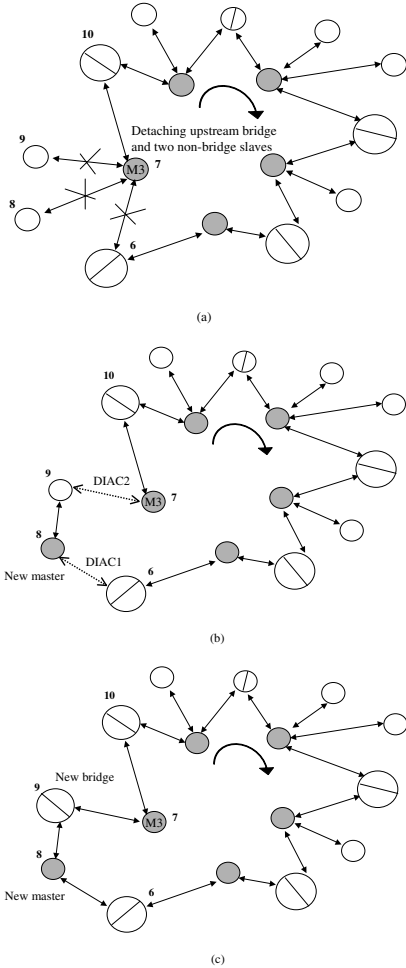 10
Detaching upstream bridge
and two non-bridge slaves
9
M3
7
8
6
(a)
10
9
DIAC2
M3
7
8
New master
DIAC1
6
(b)
10
New bridge
9
M3
7
8
New master
6
(c)